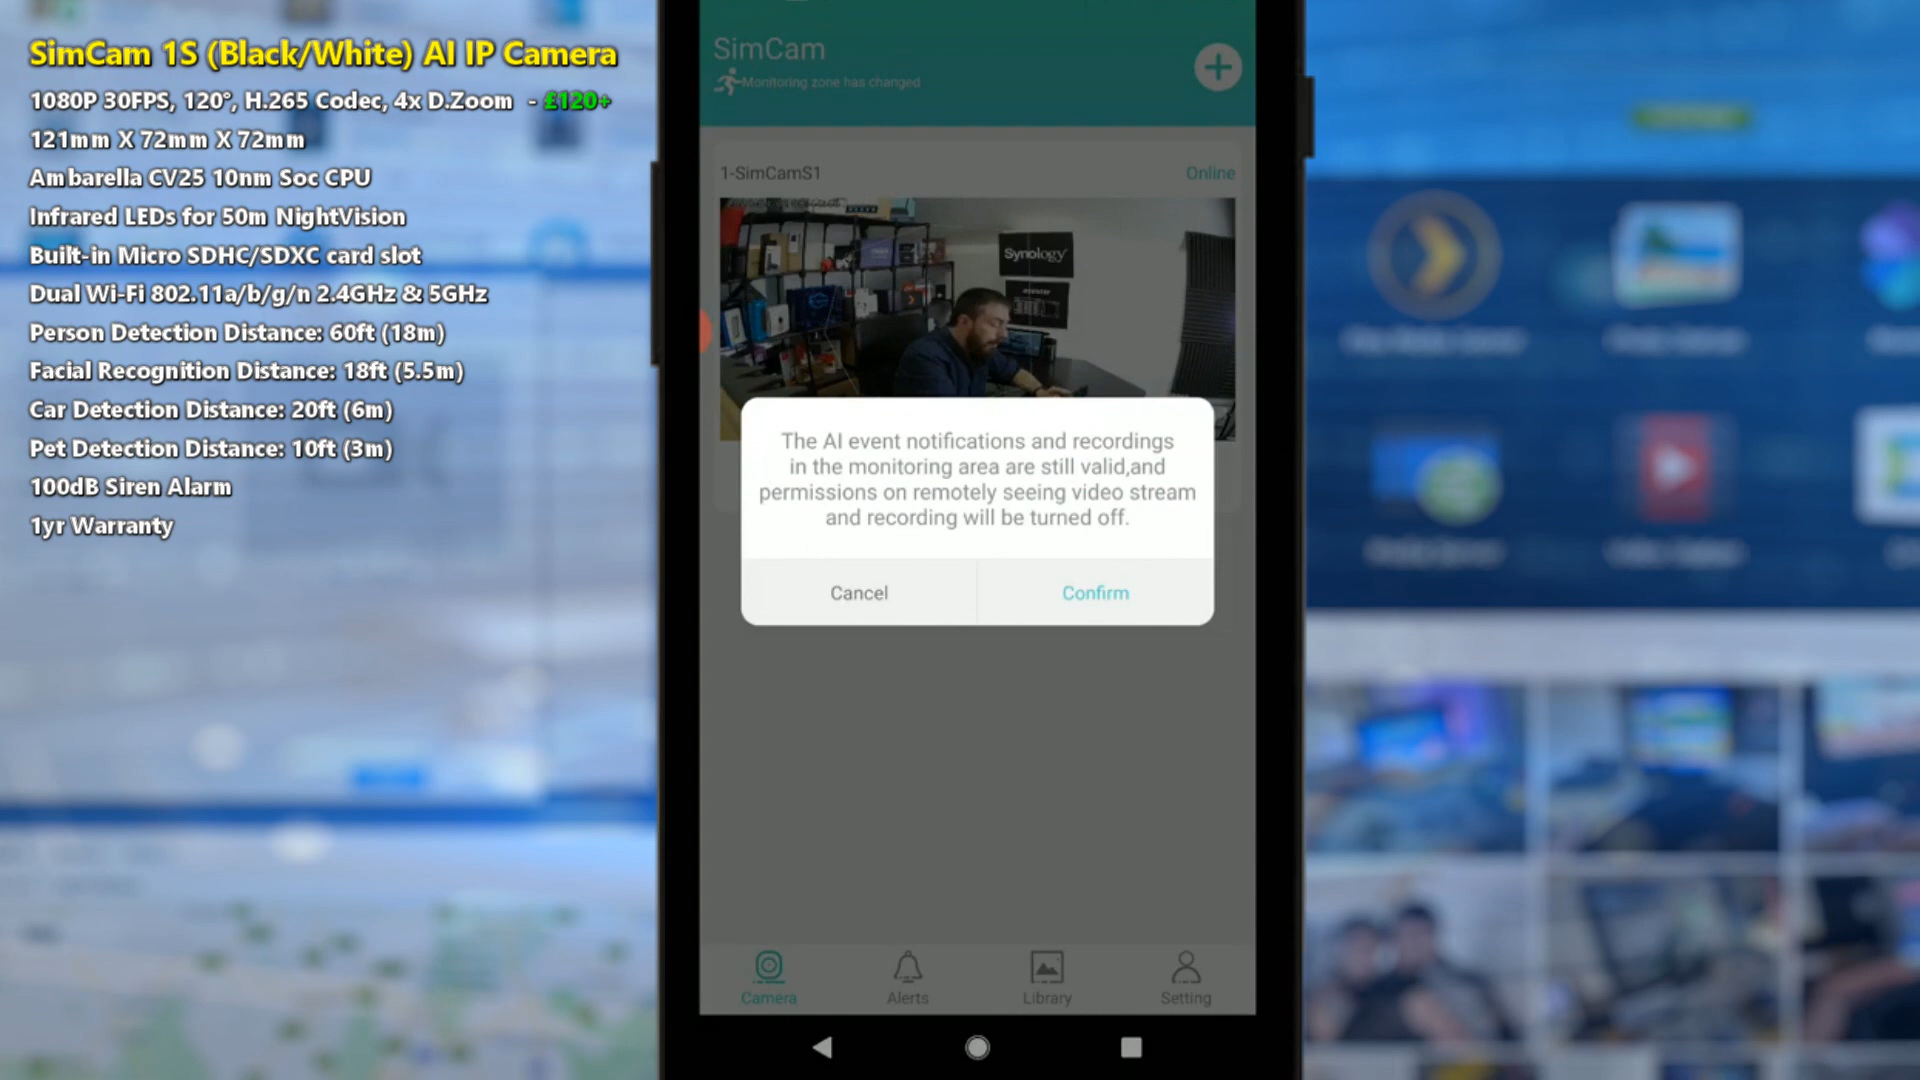 SimCam 1S (Black/White) AI IP Camera
1080P 30FPS, 120°, H.265 Codec, 4x D.Zoom - £120+
121mm X 72mm X 72mm
Ambarella CV25 10nm Soc CPU
Infrared LEDs for 50m NightVision
Built-in Micro SDHC/SDXC card slot
Dual Wi-Fi 802.11a/b/g/n 2.4GHz & 5GHz
Person Detection Distance: 60ft (18m)
Facial Recognition Distance: 18ft (5.5m)
Car Detection Distance: 20ft (6m)
Pet Detection Distance: 10ft (3m)
100dB Siren Alarm
1yr Warranty
SimCam
Monitoring zone has changed
1-SimCamS1
Online
Synology
The AI event notifications and recordings
in the monitoring area are still valid,and
permissions on remotely seeing video stream
and recording will be turned off.
Cancel
Confirm
Camera
Alerts
Library
Setting